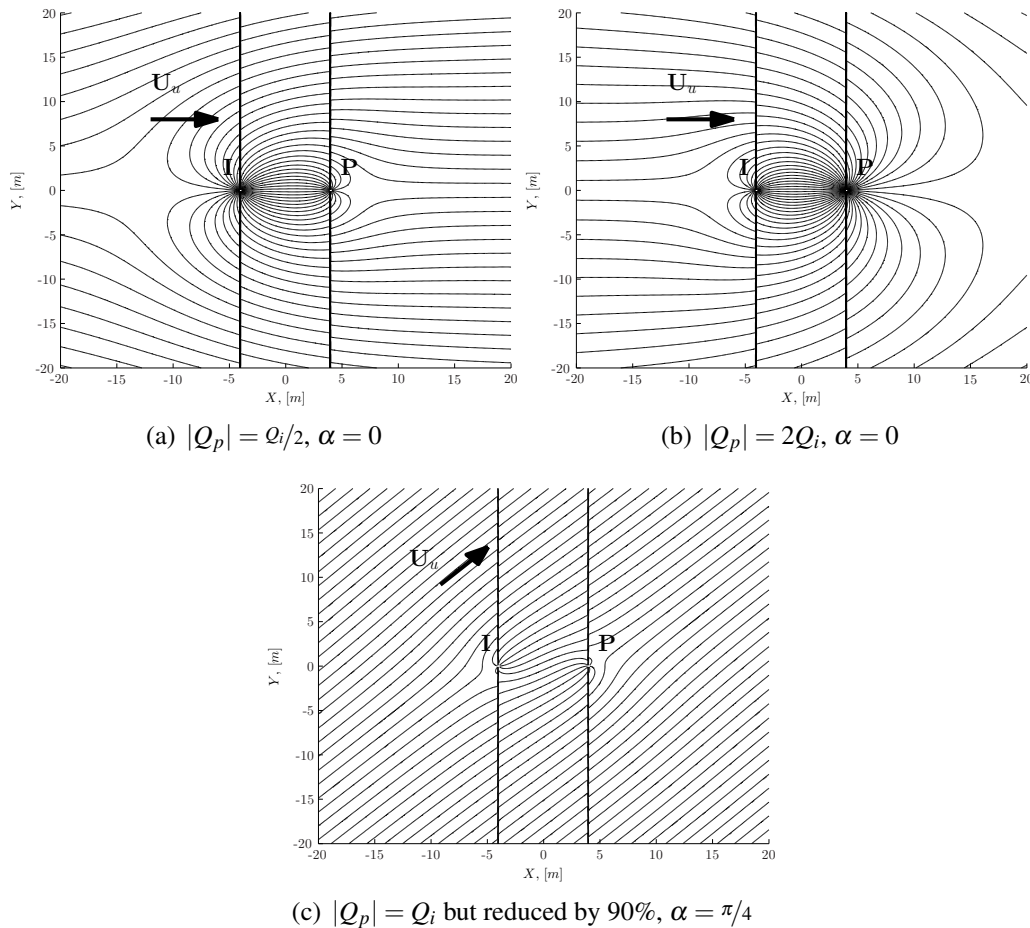 20
15
10
5
0
-5
-10
-15
-20
Y, [m]
U_u
I
P
-20 -15 -10 -5 0 5 10 15 20
X, [m]
(a) |Q_p| = Q_i/2, α = 0
20
15
10
5
0
-5
-10
-15
-20
Y, [m]
U_u
I
P
-20 -15 -10 -5 0 5 10 15 20
X, [m]
(b) |Q_p| = 2Q_i, α = 0
20
15
10
5
0
-5
-10
-15
-20
Y, [m]
U_u
I
P
-20 -15 -10 -5 0 5 10 15 20
X, [m]
(c) |Q_p| = Q_i but reduced by 90%, α = π/4